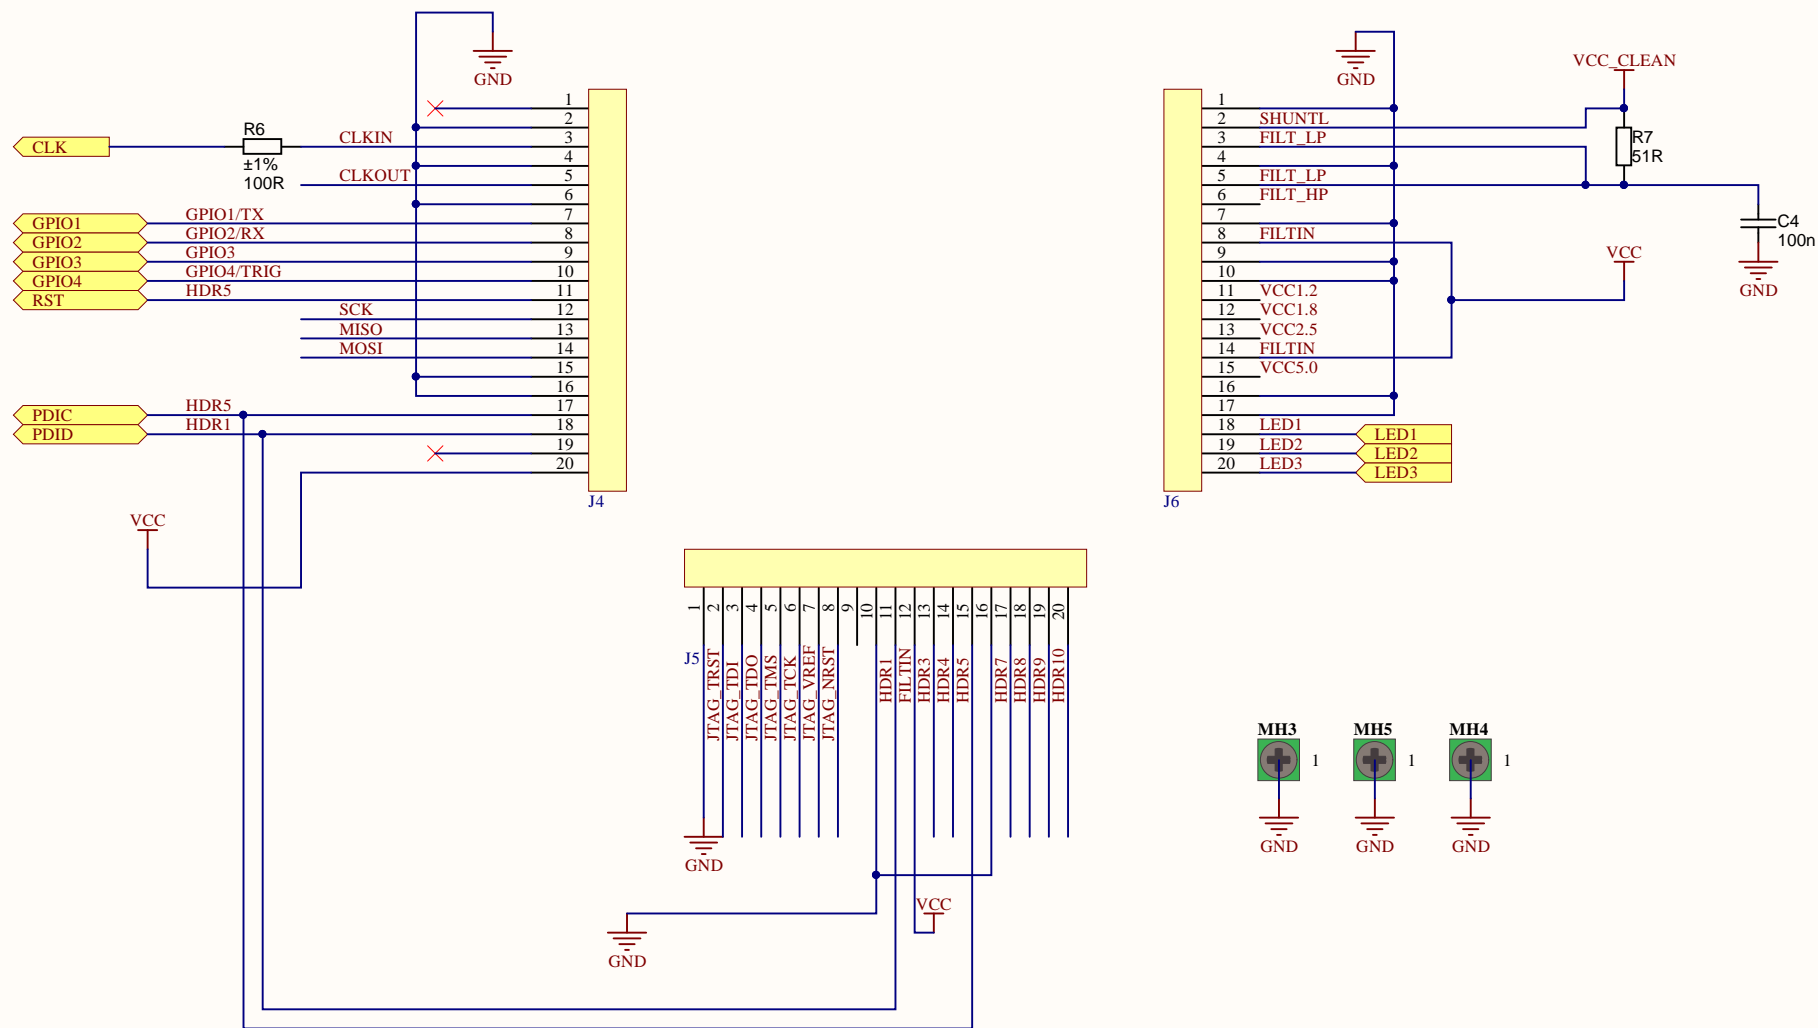 GND
1
2
CLK
R6
±1%
100R
CLKIN
3
4
CLKOUT
5
6
GPIO1
GPIO1/TX
7
GPIO2
GPIO2/RX
8
GPIO3
GPIO3
9
GPIO4
GPIO4/TRIG
10
RST
HDR5
11
SCK
12
MISO
13
MOSI
14
15
16
PDIC
HDR5
17
PDID
HDR1
18
19
20
J4
VCC
GND
VCC_CLEAN
1
2 SHUNTL
3 FILT_LP
4
5 FILT_LP
6 FILT_HP
7
8 FILTIN
9
10
11 VCC1.2
12 VCC1.8
13 VCC2.5
14 FILTIN
15 VCC5.0
16
17
18 LED1
LED1
19 LED2
LED2
20 LED3
LED3
J6
R7
51R
C4
100n
GND
VCC
1 2 3 4 5 6 7 8 9 10 11 12 13 14 15 16 17 18 19 20
J5
JTAG_TRST
JTAG_TDI
JTAG_TDO
JTAG_TMS
JTAG_TCK
JTAG_VREF
JTAG_NRST
HDR1
FILTIN
HDR3
HDR4
HDR5
HDR7
HDR8
HDR9
HDR10
GND
GND
VCC
MH3
1
GND
MH5
1
GND
MH4
1
GND